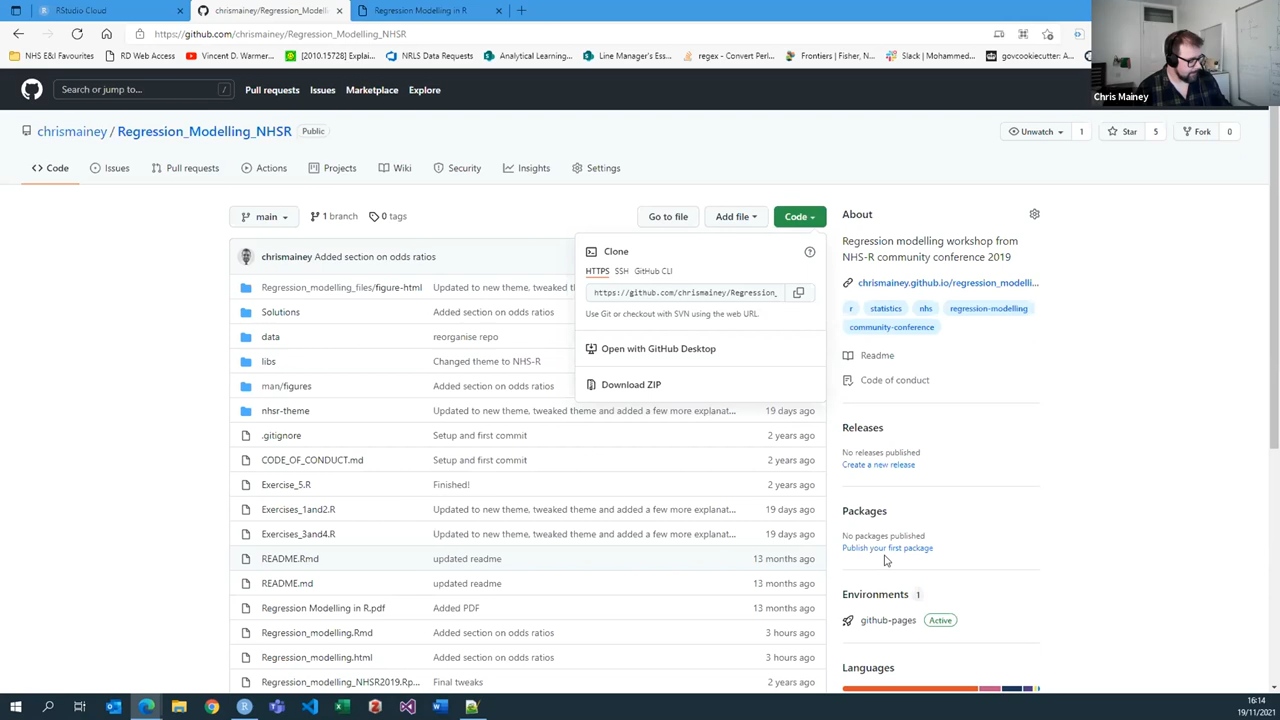 RStudio Cloud
chrismainey/Regression_Modell
Regression Modelling in R
https://github.com/chrismainey/Regression_Modelling_NHSR
NHS E&I Favourites
RD Web Access
Vincent D. Warmer...
[2010.15728] Explai...
NRLS Data Requests
Analytical Learning...
Line Manager's Ess...
regex - Convert Perl...
Frontiers | Fisher, N...
Slack | Mohammed...
govcookiecutter: A...
Chris Mainey
Search or jump to...
/
Pull requests
Issues
Marketplace
Explore
chrismainey / Regression_Modelling_NHSR
Public
Unwatch
1
Star
5
Fork
0
Code
Issues
Pull requests
Actions
Projects
Wiki
Security
Insights
Settings
main
1 branch
0 tags
Go to file
Add file
Code
About
Regression modelling workshop from
NHS-R community conference 2019
chrismainey.github.io/regression_modelli...
r
statistics
nhs
regression-modelling
community-conference
Readme
Code of conduct
Releases
No releases published
Create a new release
Packages
No packages published
Publish your first package
Environments 1
github-pages
Active
Languages
Clone
HTTPS
SSH
GitHub CLI
https://github.com/chrismainey/Regression_
Use Git or checkout with SVN using the web URL.
Open with GitHub Desktop
Download ZIP
chrismainey Added section on odds ratios
Regression_modelling_files/figure-html
Updated to new theme, tw
Solutions
Added section on odds ratios
data
reorganise repo
libs
Changed theme to NHS-R
man/figures
Added section on odds ratios
nhsr-theme
Updated to new theme, tweaked theme and added a few more explanat...
19 days ago
.gitignore
Setup and first commit
2 years ago
CODE_OF_CONDUCT.md
Setup and first commit
2 years ago
Exercise_5.R
Finished!
2 years ago
Exercises_1and2.R
Updated to new theme, tweaked theme and added a few more explanat...
19 days ago
Exercises_3and4.R
Updated to new theme, tweaked theme and added a few more explanat...
19 days ago
README.Rmd
updated readme
13 months ago
README.md
updated readme
13 months ago
Regression Modelling in R.pdf
Added PDF
13 months ago
Regression_modelling.Rmd
Added section on odds ratios
3 hours ago
Regression_modelling.html
Added section on odds ratios
3 hours ago
Regression_modelling_NHSR2019.Rp...
Final tweaks
2 years ago
16:14
19/11/2021